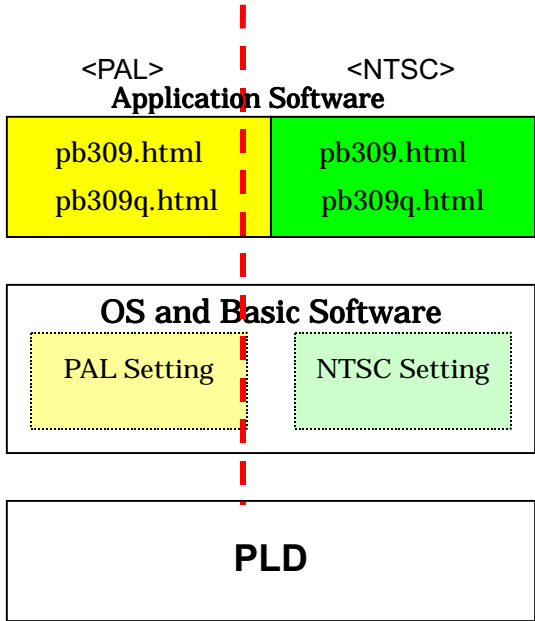 <PAL> <NTSC>
Application Software
pb309.html pb309.html
pb309q.html pb309q.html
OS and Basic Software
PAL Setting NTSC Setting
PLD